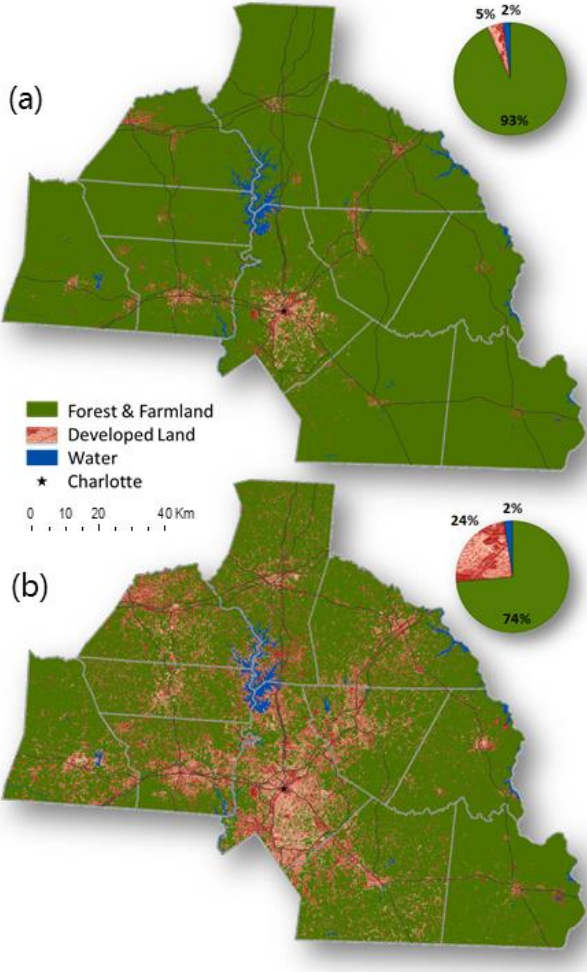 5% 2%
(a)
93%
Forest & Farmland
Developed Land
Water
Charlotte
0 10 20 40 Km
24% 2%
(b)
74%